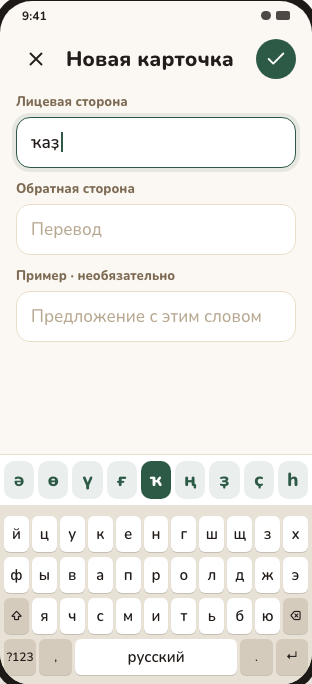 9:41
Новая карточка
Лицевая сторона
ҡаҙ
Обратная сторона
Перевод
Пример · необязательно
Предложение с этим словом
ә ө ү ғ ҡ ң ҙ ҫ һ
й ц у к е н г ш щ з х
ф ы в а п р о л д ж э
я ч с м и т ь б ю
?123 , русский .